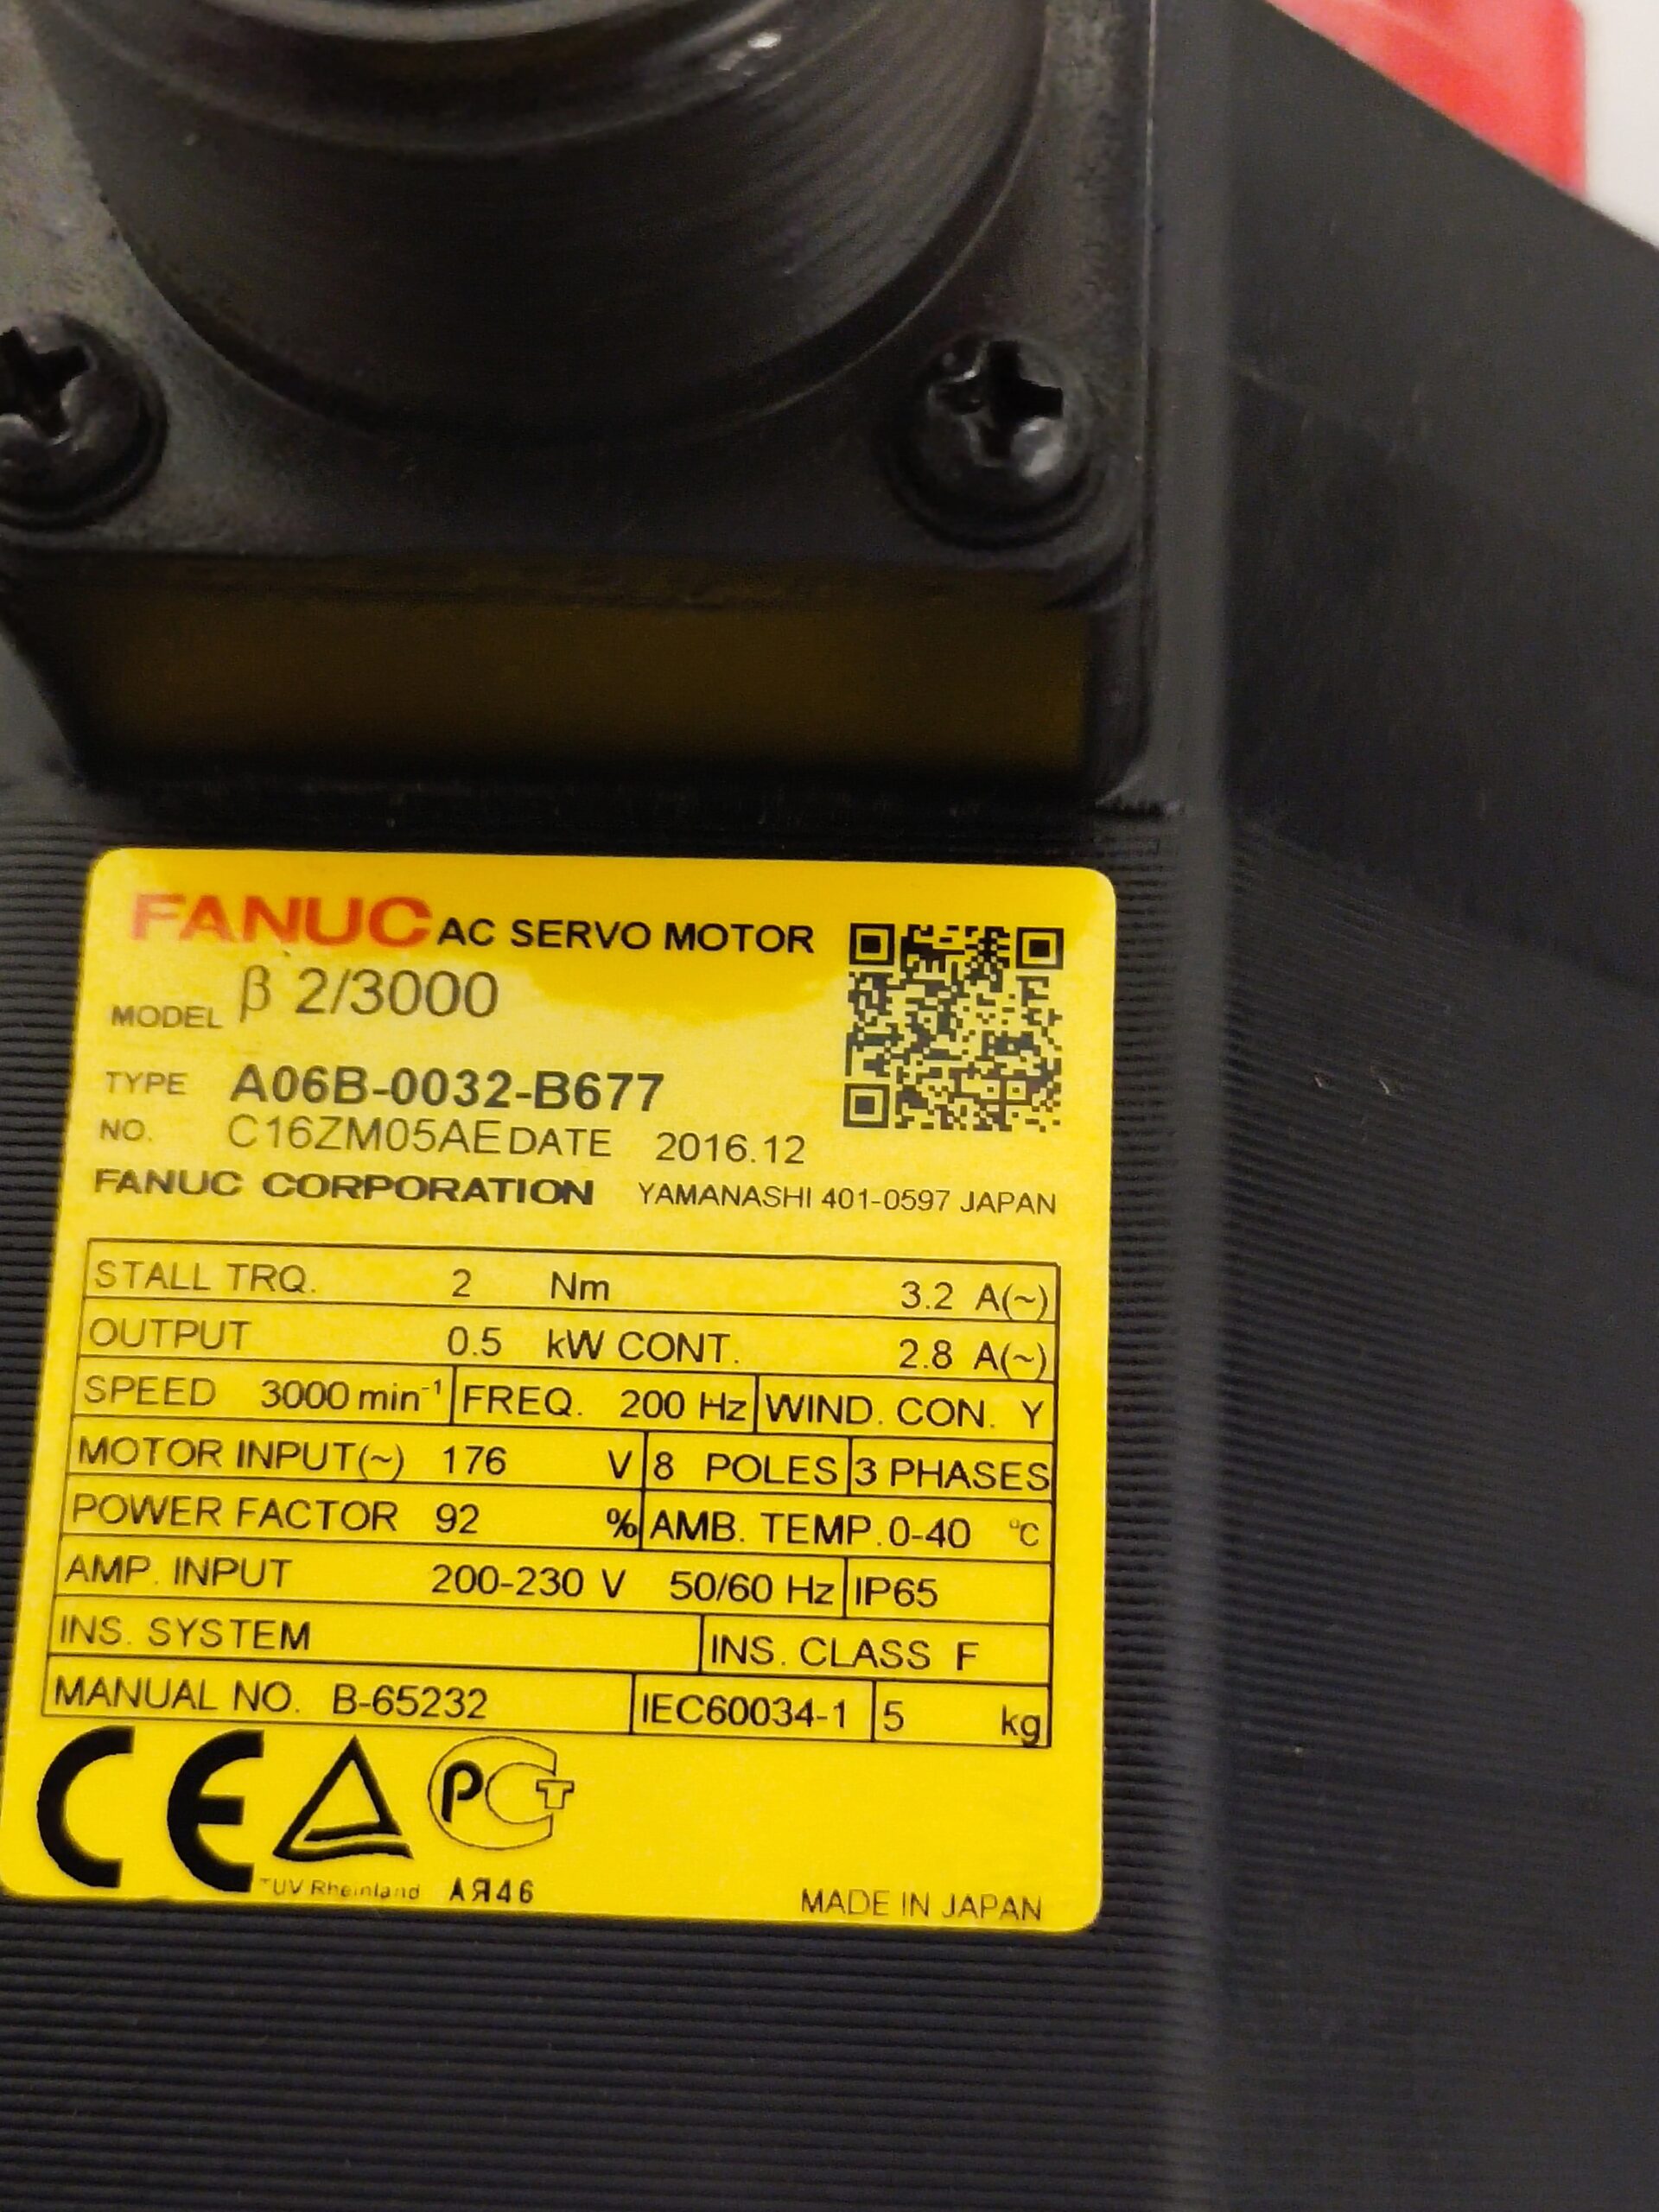 FANUC AC SERVO MOTOR
MODEL β 2/3000
TYPE A06B-0032-B677
NO. C16ZM05AE DATE 2016.12
FANUC CORPORATION YAMANASHI 401-0597 JAPAN
STALL TRQ. 2 Nm 3.2 A(~)
OUTPUT 0.5 kW CONT. 2.8 A(~)
SPEED 3000 min⁻¹ FREQ. 200 Hz WIND. CON. Y
MOTOR INPUT(~) 176 V 8 POLES 3 PHASES
POWER FACTOR 92 % AMB. TEMP. 0-40 °C
AMP. INPUT 200-230 V 50/60 Hz IP65
INS. SYSTEM INS. CLASS F
MANUAL NO. B-65232 IEC60034-1 5 kg
CE PCT
TÜV Rheinland АЯ46 MADE IN JAPAN